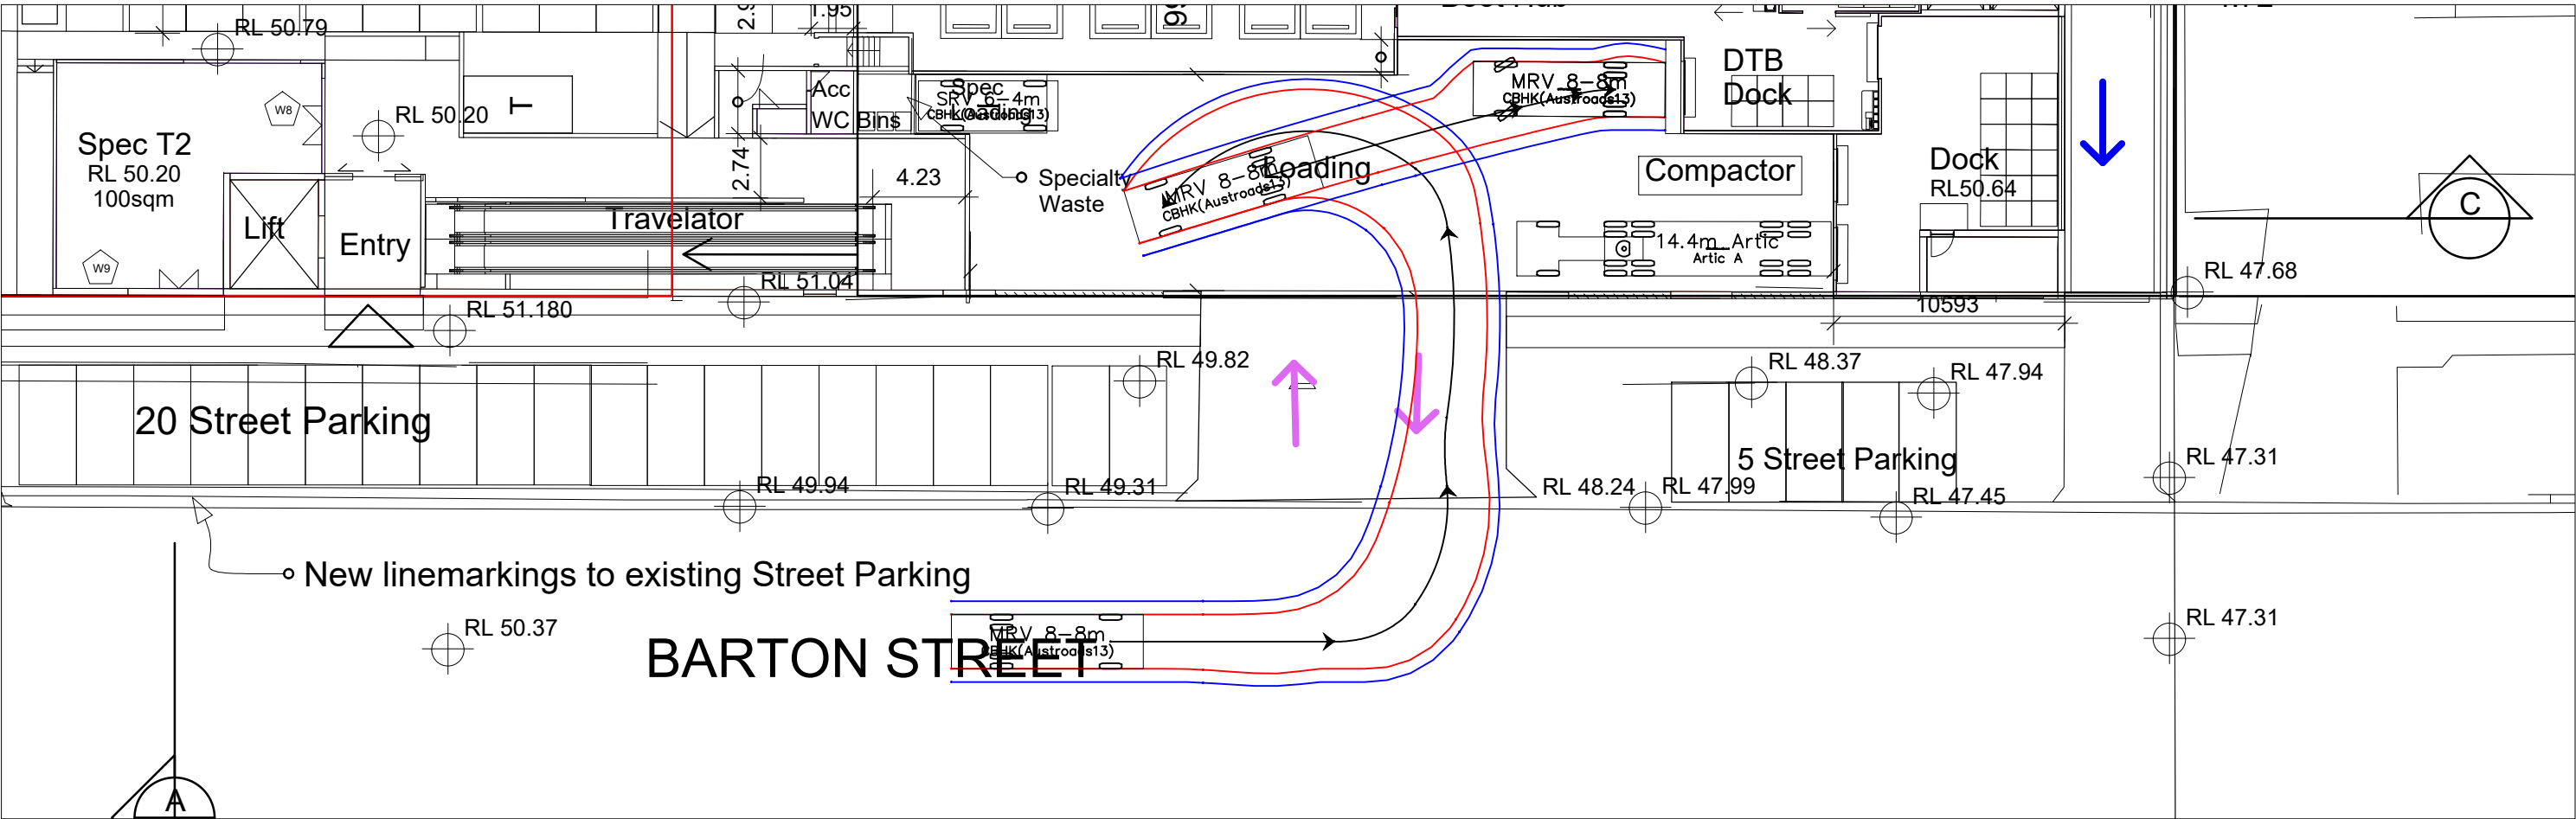 RL 50.79
1.95
RL 50.20
T
W8
Spec T2
RL 50.20
100sqm
Lift
W9
Entry
Travelator
Acc
WC
Bins
2.74
4.23
Spec
Loading
SRV 6-4m
CBHK(Austroads13)
Specialty
Waste
MRV 8-8m
CBHK(Austroads13)
Loading
MRV 8-8m
CBHK(Austroads13)
DTB
Dock
Compactor
14.4m Artic
Artic A
Dock
RL50.64
C
RL 47.68
RL 51.04
RL 51.180
10593
RL 49.82
RL 48.37
RL 47.94
20 Street Parking
5 Street Parking
RL 49.94
RL 49.31
RL 48.24
RL 47.99
RL 47.45
RL 47.31
New linemarkings to existing Street Parking
RL 50.37
BARTON STREET
MRV 8-8m
CBHK(Austroads13)
RL 47.31
A